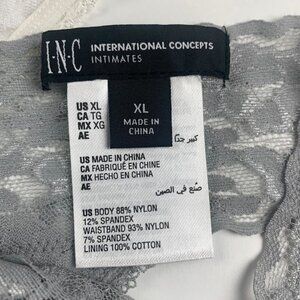 I·N·C INTERNATIONAL CONCEPTS
INTIMATES
XL
MADE IN
CHINA
US XL
CA TG
MX XG
AE كبير جدًا
US MADE IN CHINA
CA FABRIQUÉ EN CHINE
MX HECHO EN CHINA
AE صنع في الصين
US BODY 88% NYLON
12% SPANDEX
WAISTBAND 93% NYLON
7% SPANDEX
LINING 100% COTTON